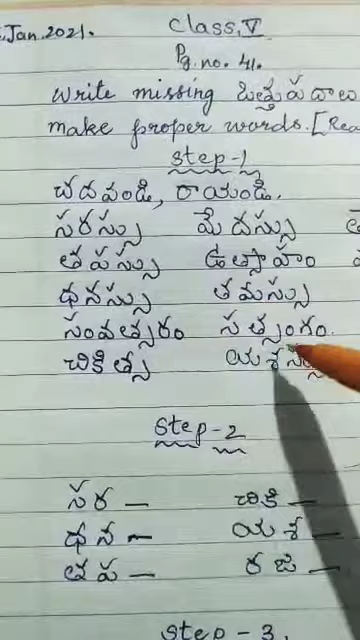 Jan. 2021. Class. V
Pg. no. 41.
write missing ఒత్తు పదాలు
make proper words. [Rea
step-1
చదవండి, రాయండి.
సరస్సు మేదస్సు
తపస్సు ఉత్సాహం
ధనస్సు తమస్సు
సంవత్సరం సత్సంగం.
చికిత్స
Step-2
సర — చికి —
ధన — యశ —
తప — రజ —
step-3.